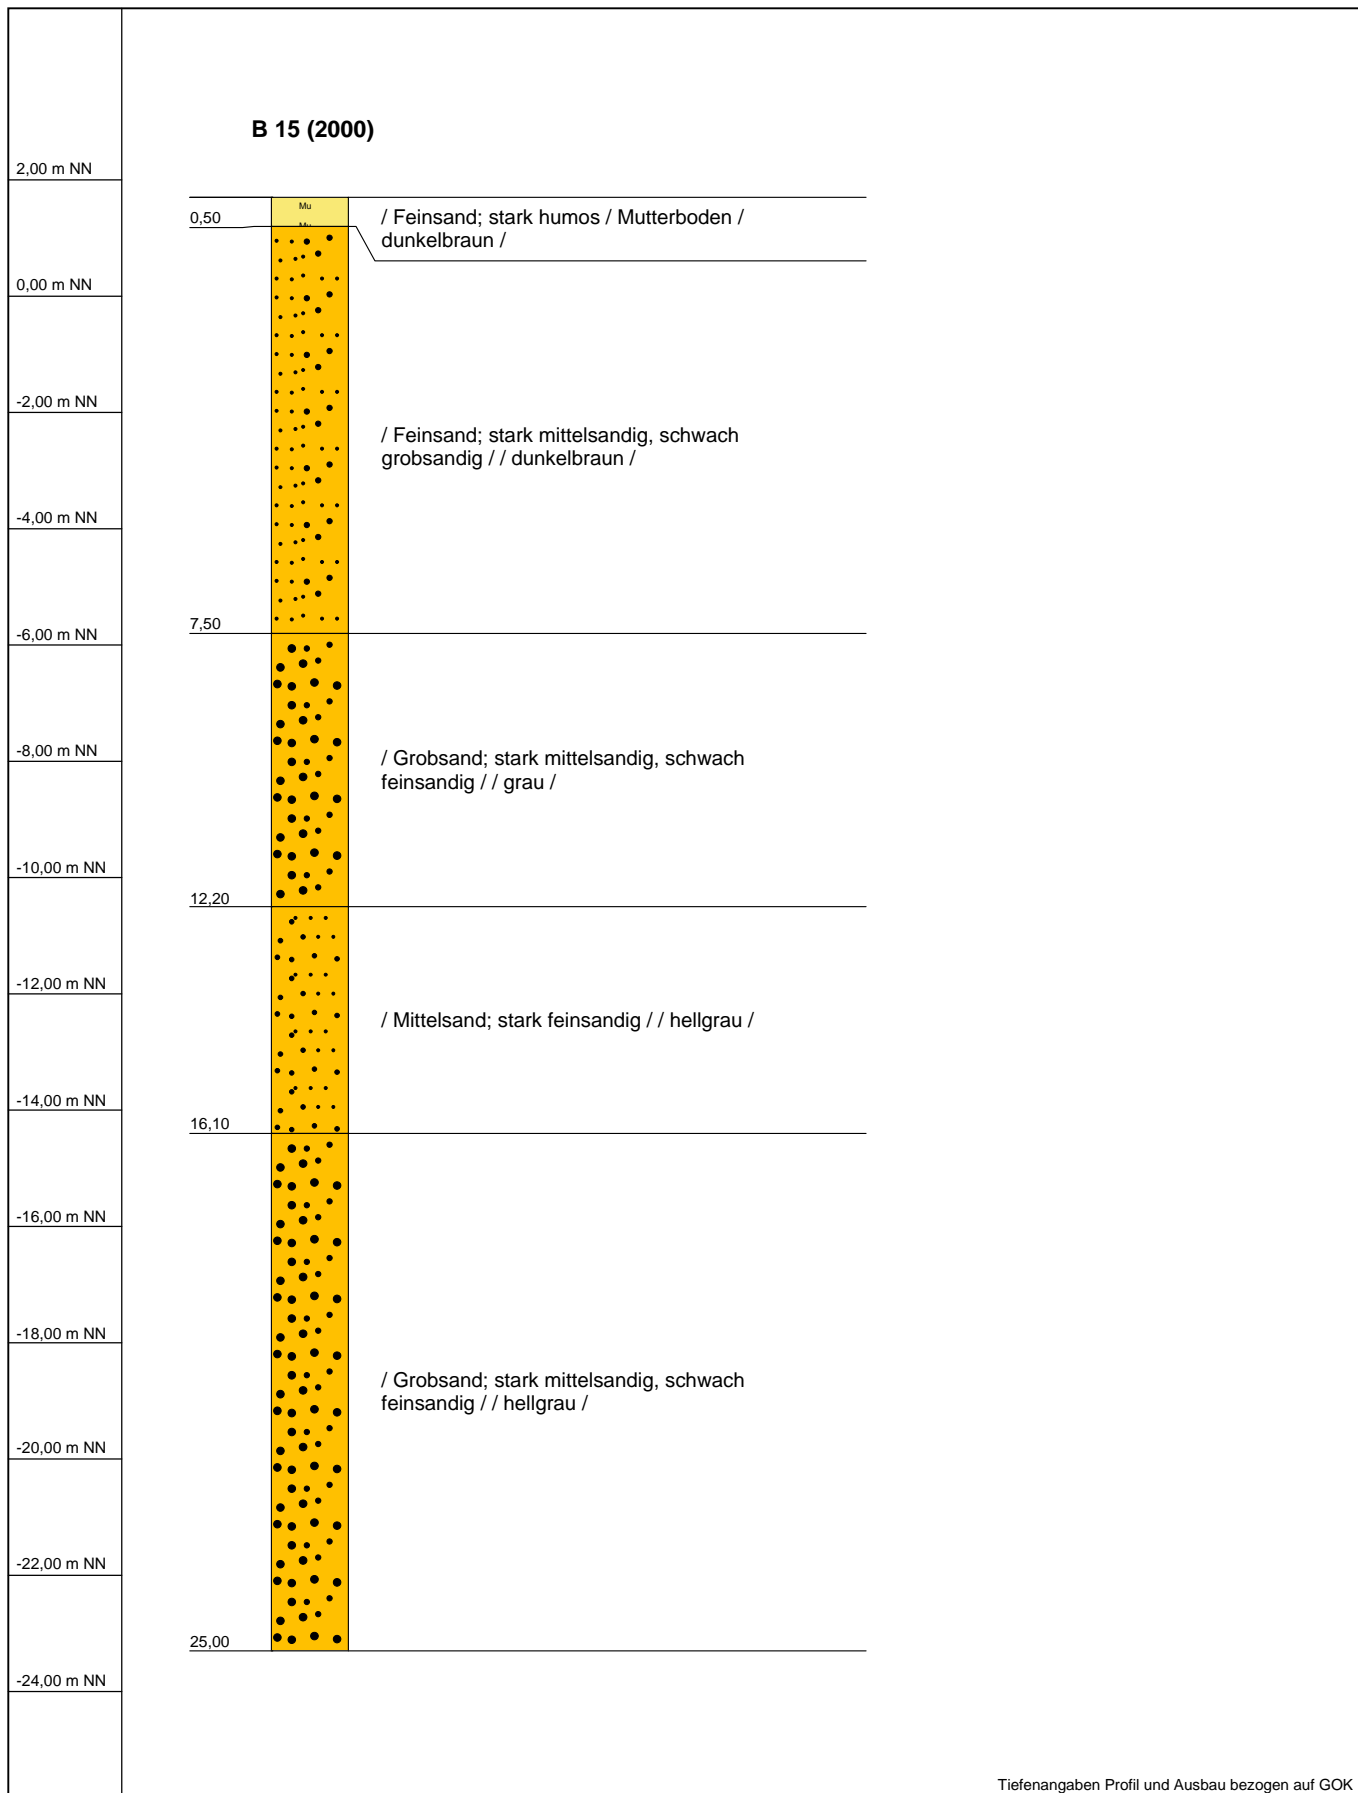 B 15 (2000)
2,00 m NN
Mu
0,50
Mu
/ Feinsand; stark humos / Mutterboden /
dunkelbraun /
0,00 m NN
-2,00 m NN
/ Feinsand; stark mittelsandig, schwach
grobsandig / / dunkelbraun /
-4,00 m NN
7,50
-6,00 m NN
-8,00 m NN
/ Grobsand; stark mittelsandig, schwach
feinsandig / / grau /
-10,00 m NN
12,20
-12,00 m NN
/ Mittelsand; stark feinsandig / / hellgrau /
-14,00 m NN
16,10
-16,00 m NN
-18,00 m NN
/ Grobsand; stark mittelsandig, schwach
feinsandig / / hellgrau /
-20,00 m NN
-22,00 m NN
25,00
-24,00 m NN
Tiefenangaben Profil und Ausbau bezogen auf GOK